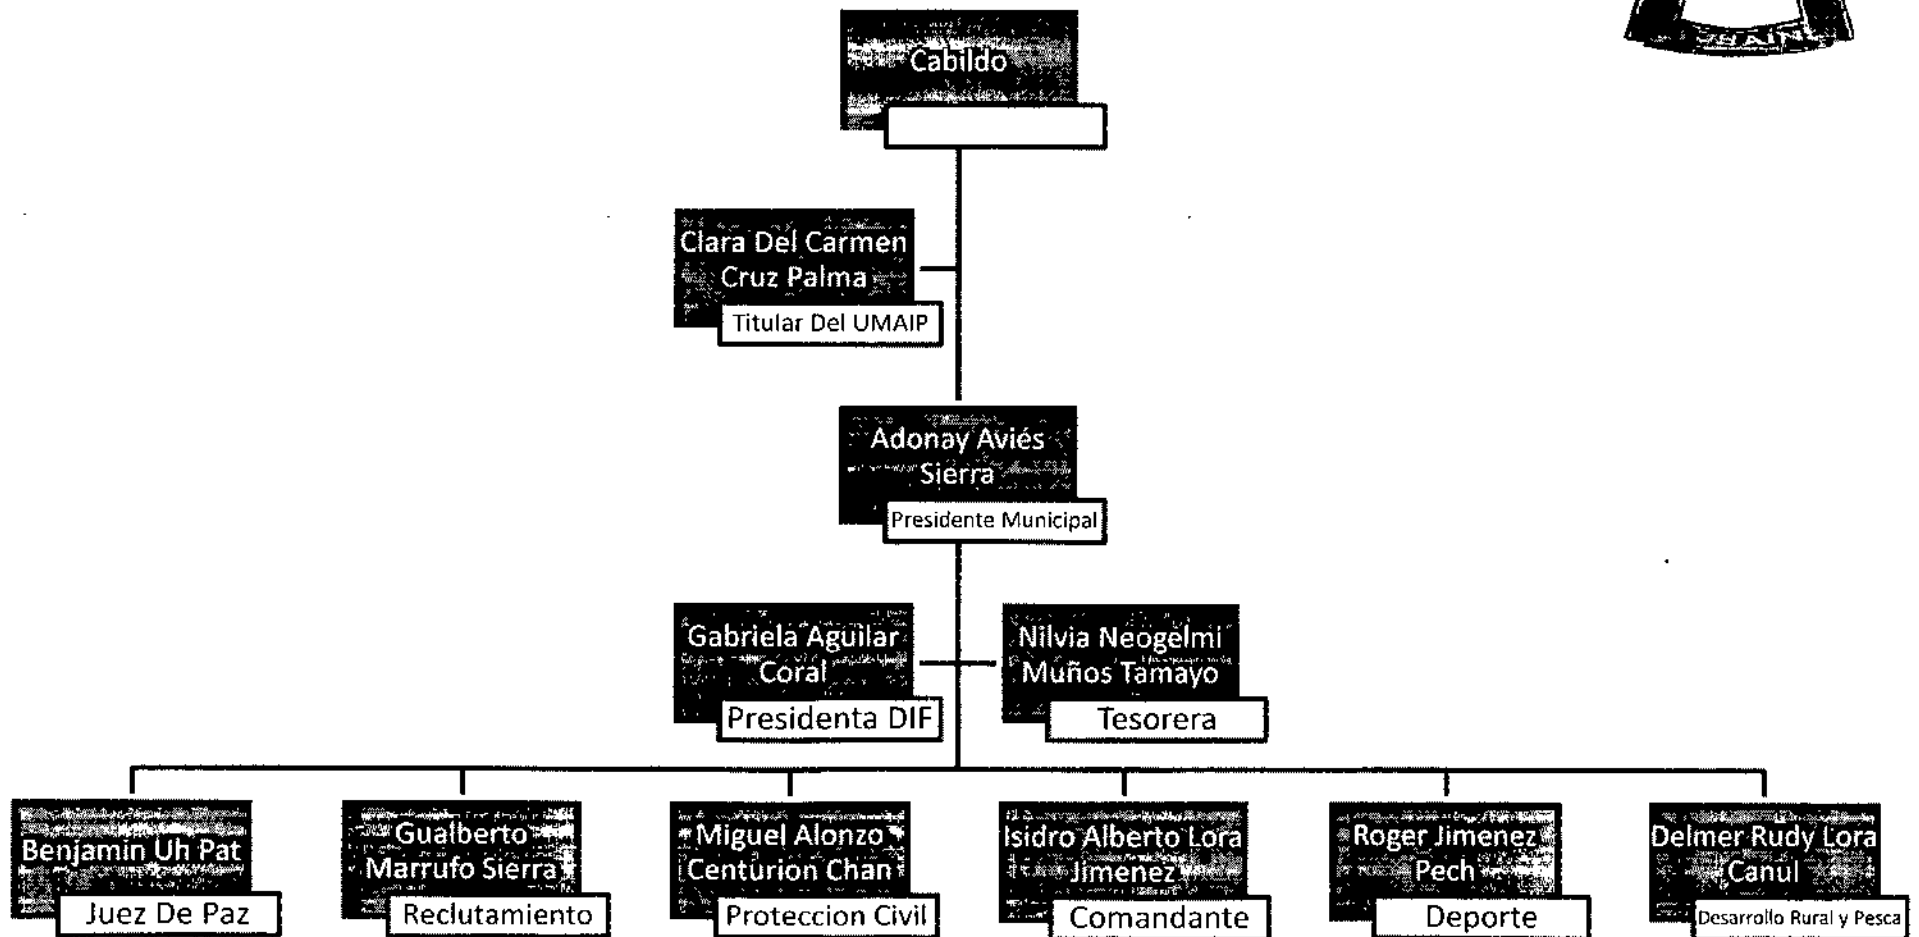 Cabildo
Clara Del Carmen
Cruz Palma
Titular Del UMAIP
Adonay Aviés
Sierra
Presidente Municipal
Gabriela Aguilar
Coral
Presidenta DIF
Nilvia Neogelmi
Muños Tamayo
Tesorera
Benjamin Uh Pat
Juez De Paz
Gualberto
Marrufo Sierra
Reclutamiento
Miguel Alonzo
Centurion Chan
Proteccion Civil
Isidro Alberto Lora
Jimenez
Comandante
Roger Jimenez
Pech
Deporte
Delmer Rudy Lora
Canul
Desarrollo Rural y Pesca